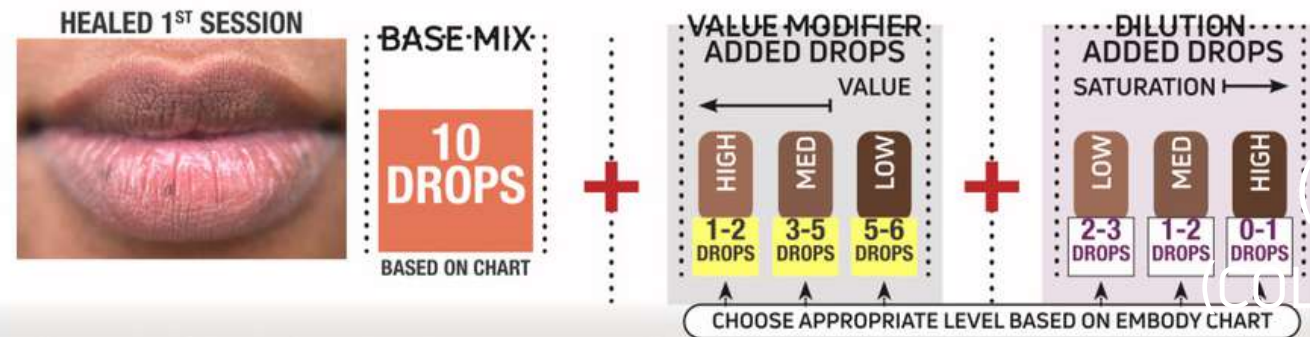 HEALED 1ST SESSION
BASE MIX
10
DROPS
BASED ON CHART
VALUE MODIFIER
ADDED DROPS
VALUE
HIGH
MED
LOW
1-2
DROPS
3-5
DROPS
5-6
DROPS
DILUTION
ADDED DROPS
SATURATION
LOW
MED
HIGH
2-3
DROPS
1-2
DROPS
0-1
DROPS
(
(COL
CHOOSE APPROPRIATE LEVEL BASED ON EMBODY CHART